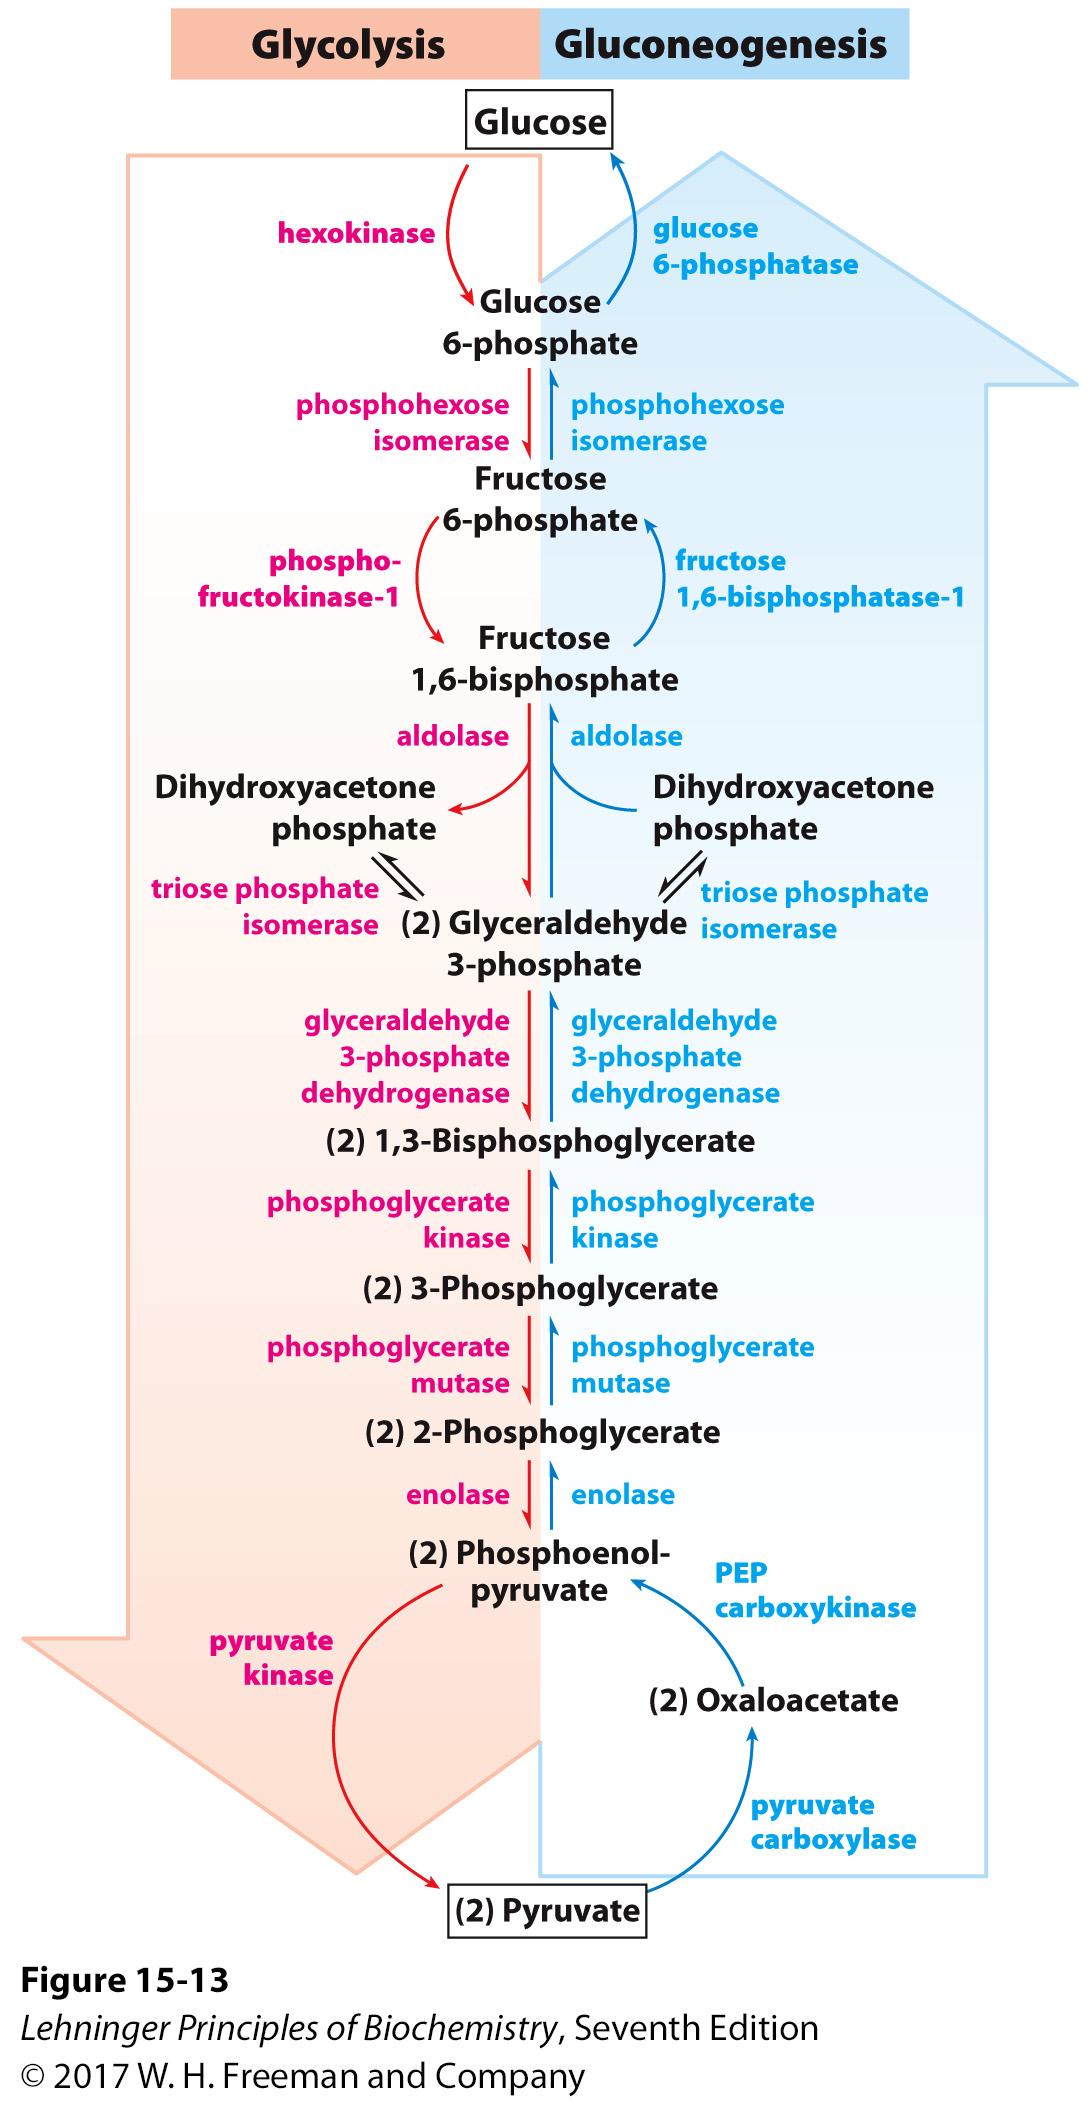 Glycolysis Gluconeogenesis
Glucose
hexokinase
glucose
6-phosphatase
Glucose
6-phosphate
phosphohexose
isomerase
phosphohexose
isomerase
Fructose
6-phosphate
phospho-
fructokinase-1
fructose
1,6-bisphosphatase-1
Fructose
1,6-bisphosphate
aldolase
aldolase
Dihydroxyacetone
phosphate
Dihydroxyacetone
phosphate
triose phosphate
isomerase
triose phosphate
isomerase
(2) Glyceraldehyde
3-phosphate
glyceraldehyde
3-phosphate
dehydrogenase
glyceraldehyde
3-phosphate
dehydrogenase
(2) 1,3-Bisphosphoglycerate
phosphoglycerate
kinase
phosphoglycerate
kinase
(2) 3-Phosphoglycerate
phosphoglycerate
mutase
phosphoglycerate
mutase
(2) 2-Phosphoglycerate
enolase
enolase
(2) Phosphoenol-
pyruvate
PEP
carboxykinase
pyruvate
kinase
(2) Oxaloacetate
pyruvate
carboxylase
(2) Pyruvate
Figure 15-13
Lehninger Principles of Biochemistry, Seventh Edition
© 2017 W. H. Freeman and Company